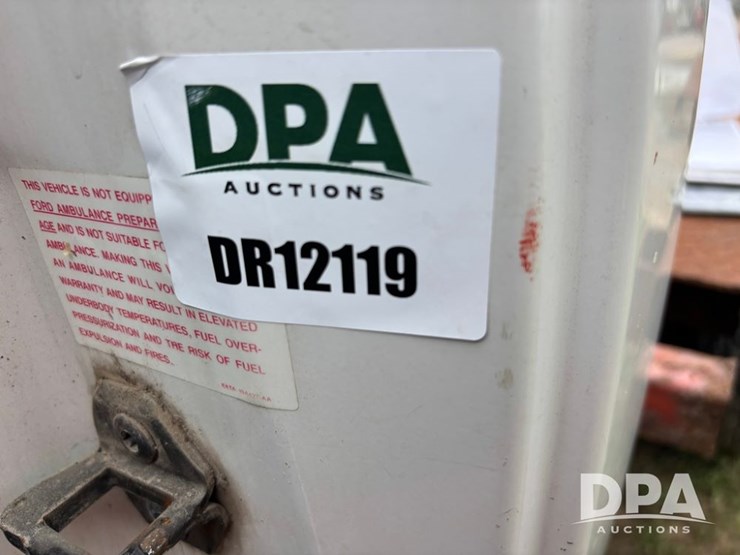 DPA
AUCTIONS
DR12119
THIS VEHICLE IS NOT EQUIPP
FORD AMBULANCE PREPAR
AGE AND IS NOT SUITABLE FO
AMBULANCE. MAKING THIS V
AN AMBULANCE WILL VO
WARRANTY AND MAY RESULT IN ELEVATED
UNDERBODY TEMPERATURES, FUEL OVER-
PRESSURIZATION AND THE RISK OF FUEL
EXPULSION AND FIRES.
DPA
AUCTIONS